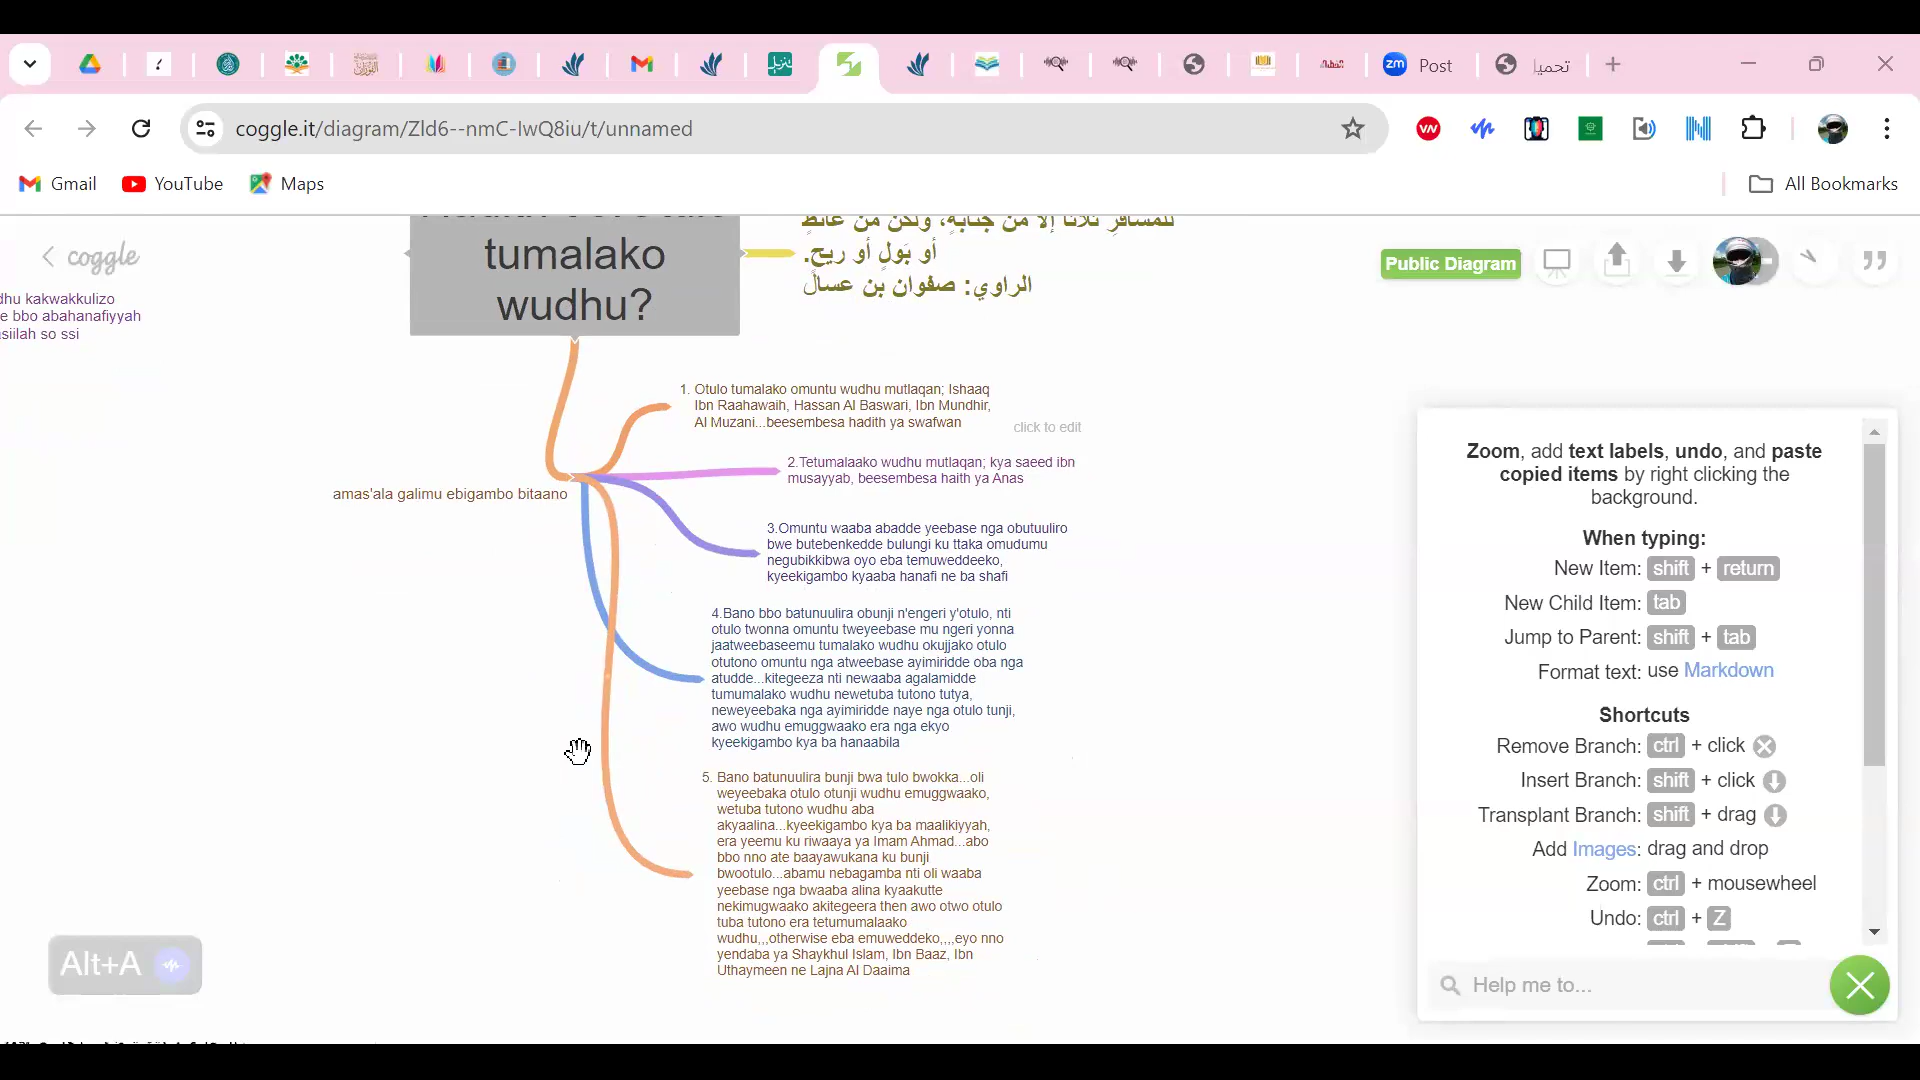 Post
تحميل
coggle.it/diagram/Zld6--nmC-lwQ8iu/t/unnamed
Gmail
YouTube
Maps
All Bookmarks
coggle
tumalako
wudhu?
للمسافرِ ثلاثًا إلا من جنابةٍ، ولكن من غائطٍ
أو بَولٍ أو ريحٍ.
الراوي: صفوان بن عسال
Public Diagram
dhu kakwakkulizo
e bbo abahanafiyyah
asiilah so ssi
1. Otulo tumalako omuntu wudhu mutlaqan; Ishaaq
Ibn Raahawaih, Hassan Al Baswari, Ibn Mundhir,
Al Muzani...beesembesa hadith ya swafwan
click to edit
2.Tetumalaako wudhu mutlaqan; kya saeed ibn
musayyab, beesembesa haith ya Anas
amas'ala galimu ebigambo bitaano
3.Omuntu waaba abadde yeebase nga obutuuliro
bwe butebenkedde bulungi ku ttaka omudumu
negubikkibwa oyo eba temuweddeeko,
kyeekigambo kyaaba hanafi ne ba shafi
4.Bano bbo batunuulira obunji n'engeri y'otulo, nti
otulo twonna omuntu tweyeebase mu ngeri yonna
jaatweebaseemu tumalako wudhu okujjako otulo
otutono omuntu nga atweebase ayimiridde oba nga
atudde...kitegeeza nti newaaba agalamidde
tumumalako wudhu newetuba tutono tutya,
neweyeebaka nga ayimiridde naye nga otulo tunji,
awo wudhu emuggwaako era nga ekyo
kyeekigambo kya ba hanaabila
5. Bano batunuulira bunji bwa tulo bwokka...oli
weyeebaka otulo otunji wudhu emuggwaako,
wetuba tutono wudhu aba
akyaalina...kyeekigambo kya ba maalikiyyah,
era yeemu ku riwaaya ya Imam Ahmad...abo
bbo nno ate baayawukana ku bunji
bwootulo...abamu nebagamba nti oli waaba
yeebase nga bwaaba alina kyaakutte
nekimugwaako akitegeera then awo otwo otulo
tuba tutono era tetumumalaako
wudhu,,,otherwise eba emuweddeko,,,,eyo nno
yendaba ya Shaykhul Islam, Ibn Baaz, Ibn
Uthaymeen ne Lajna Al Daaima
Alt+A
Zoom, add text labels, undo, and paste
copied items by right clicking the
background.
When typing:
New Item: shift + return
New Child Item: tab
Jump to Parent: shift + tab
Format text: use Markdown
Shortcuts
Remove Branch: ctrl + click
Insert Branch: shift + click
Transplant Branch: shift + drag
Add Images: drag and drop
Zoom: ctrl + mousewheel
Undo: ctrl + Z
Help me to...